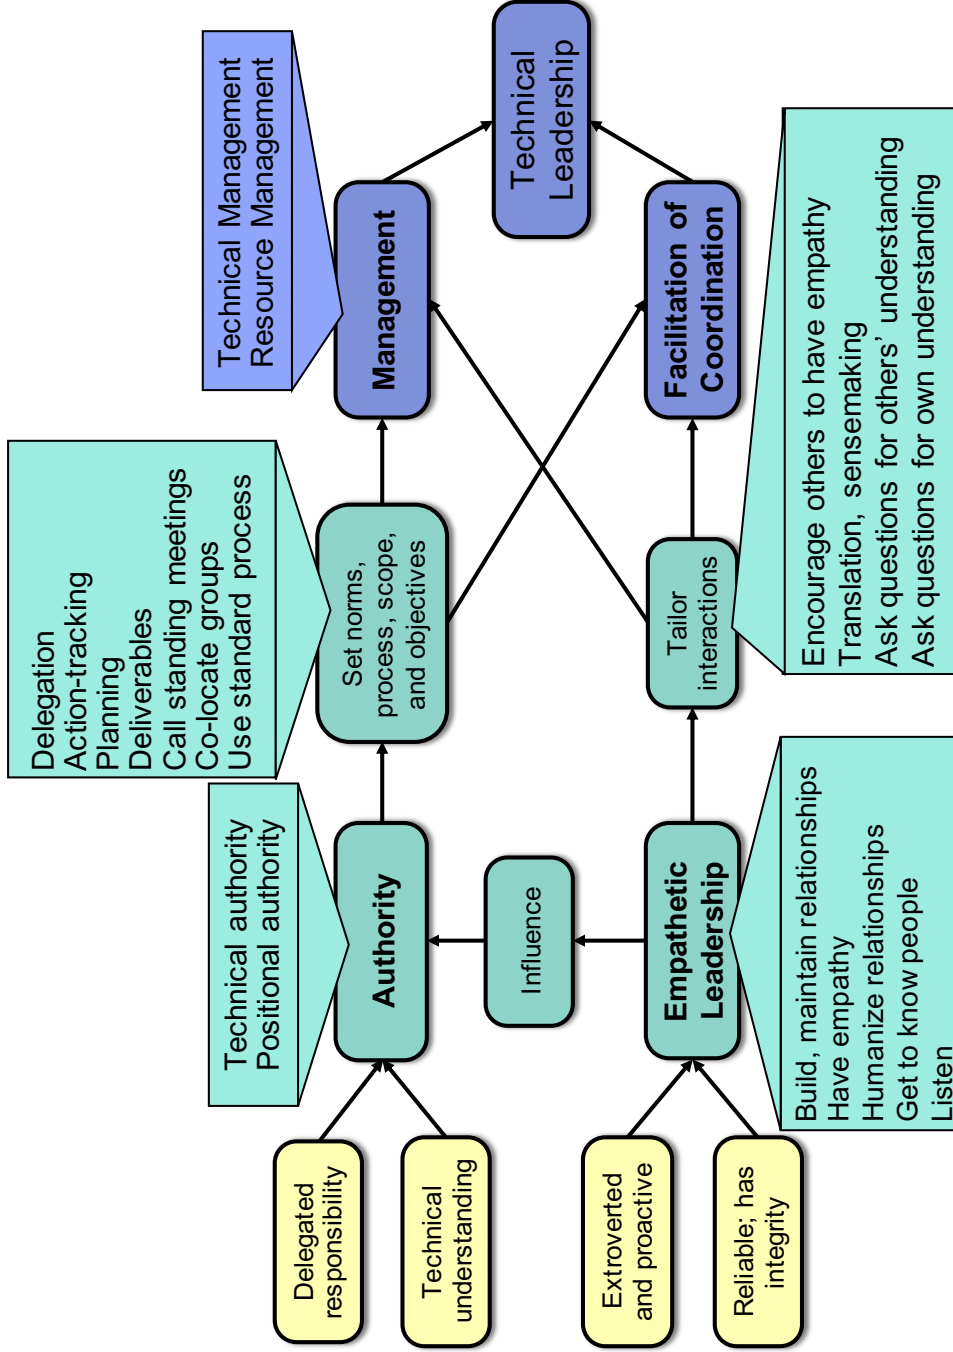 Delegation
Action-tracking
Planning
Deliverables
Call standing meetings
Co-locate groups
Use standard process
Technical authority
Positional authority
Technical Management
Resource Management
Delegated
responsibility
Technical
understanding
Authority
Set norms,
process, scope,
and objectives
Management
Influence
Technical
Leadership
Extroverted
and proactive
Reliable; has
integrity
Empathetic
Leadership
Tailor
interactions
Facilitation of
Coordination
Build, maintain relationships
Have empathy
Humanize relationships
Get to know people
Listen
Encourage others to have empathy
Translation, sensemaking
Ask questions for others’ understanding
Ask questions for own understanding